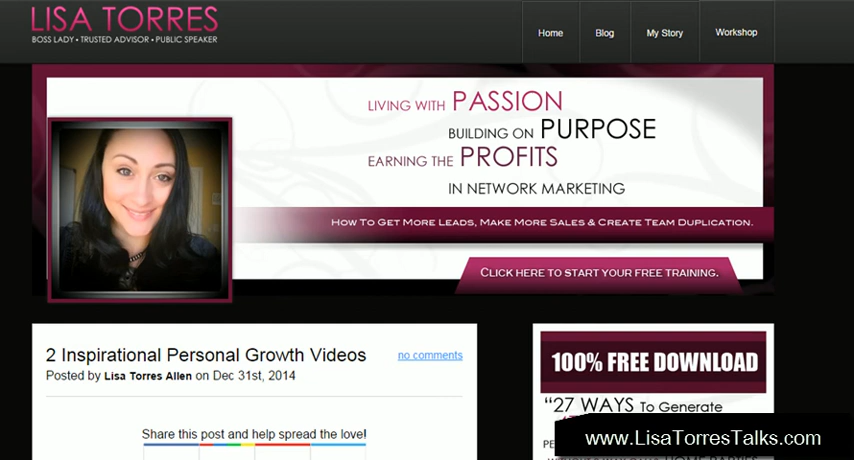 LISA TORRES
BOSS LADY • TRUSTED ADVISOR • PUBLIC SPEAKER
Home Blog My Story Workshop
LIVING WITH PASSION
BUILDING ON PURPOSE
EARNING THE PROFITS
IN NETWORK MARKETING
HOW TO GET MORE LEADS, MAKE MORE SALES & CREATE TEAM DUPLICATION.
CLICK HERE TO START YOUR FREE TRAINING.
2 Inspirational Personal Growth Videos
no comments
Posted by Lisa Torres Allen on Dec 31st, 2014
Share this post and help spread the love!
100% FREE DOWNLOAD
“27 WAYS To Generate
www.LisaTorresTalks.com